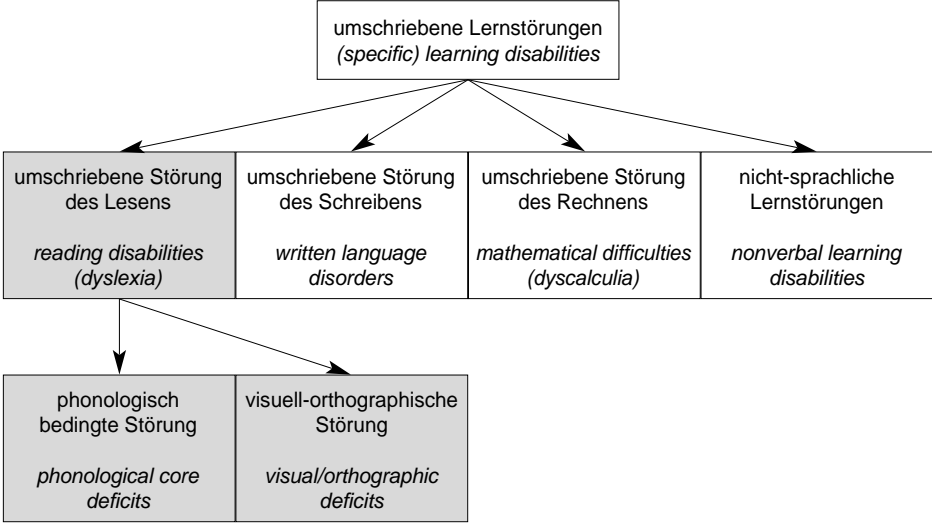 umschriebene Lernstörungen
(specific) learning disabilities
umschriebene Störung
des Lesens
reading disabilities
(dyslexia)
umschriebene Störung
des Schreibens
written language
disorders
umschriebene Störung
des Rechnens
mathematical difficulties
(dyscalculia)
nicht-sprachliche
Lernstörungen
nonverbal learning
disabilities
phonologisch
bedingte Störung
phonological core
deficits
visuell-orthographische
Störung
visual/orthographic
deficits